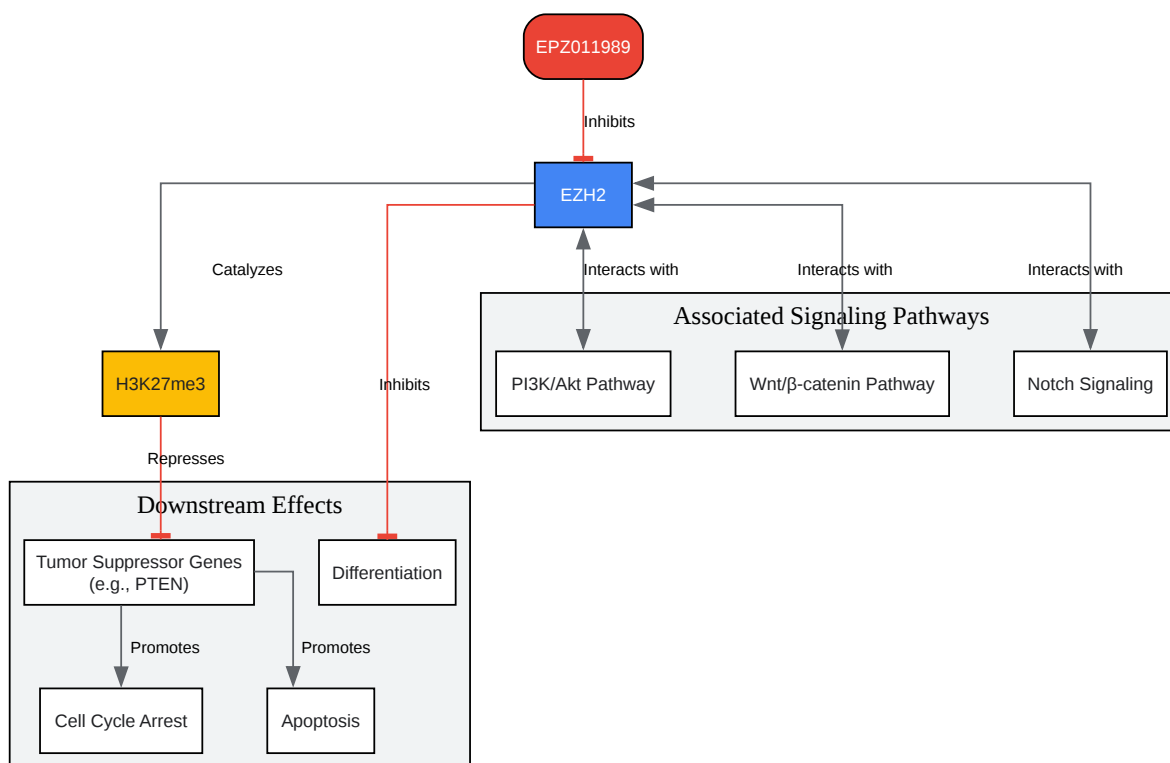 EPZ011989
Inhibits
EZH2
Catalyzes
Interacts with
Interacts with
Interacts with
Associated Signaling Pathways
H3K27me3
Inhibits
PI3K/Akt Pathway
Wnt/β-catenin Pathway
Notch Signaling
Represses
Downstream Effects
Tumor Suppressor Genes
(e.g., PTEN)
Differentiation
Promotes
Promotes
Cell Cycle Arrest
Apoptosis